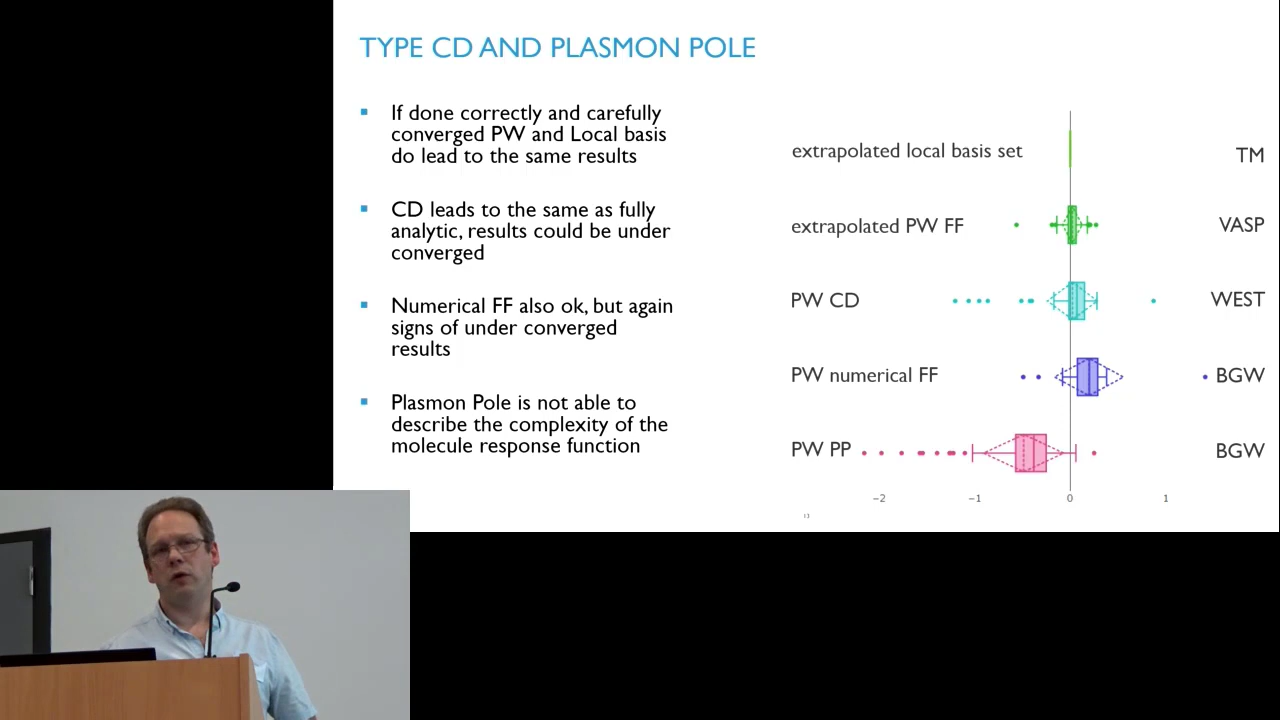 TYPE CD AND PLASMON POLE
If done correctly and carefully
converged PW and Local basis
do lead to the same results
CD leads to the same as fully
analytic, results could be under
converged
Numerical FF also ok, but again
signs of under converged
results
Plasmon Pole is not able to
describe the complexity of the
molecule response function
extrapolated local basis set TM
extrapolated PW FF VASP
PW CD WEST
PW numerical FF BGW
PW PP BGW
−2 −1 0 1
13